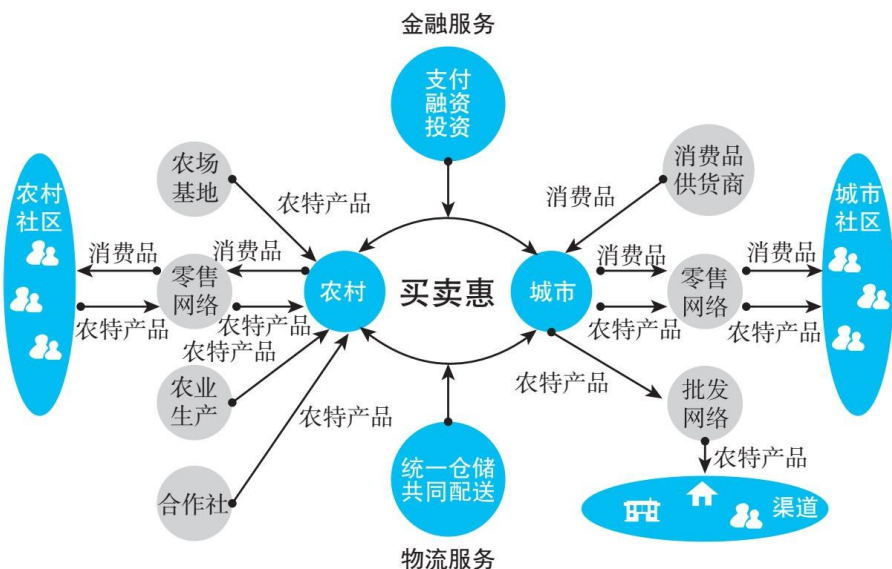 金融服务
支付
融资
投资
农场
基地
消费品
供货商
农村
社区
城市
社区
农特产品
消费品
消费品
消费品
消费品
消费品
零售
网络
农村
买卖惠
城市
零售
网络
农特产品
农特产品
农特产品
农特产品
农特产品
农业
生产
农特产品
农特产品
批发
网络
统一仓储
共同配送
农特产品
合作社
渠道
物流服务